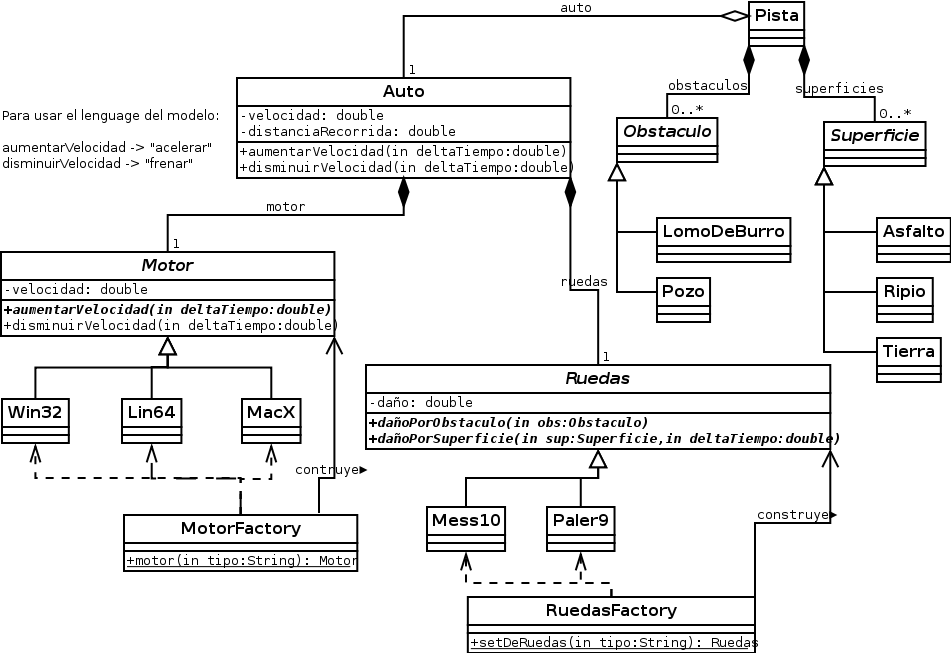 auto
Pista
1
Auto
-velocidad: double
-distanciaRecorrida: double
+aumentarVelocidad(in deltaTiempo:double)
+disminuirVelocidad(in deltaTiempo:double)
Para usar el lenguage del modelo:
aumentarVelocidad -> "acelerar"
disminuirVelocidad -> "frenar"
obstaculos
0..*
Obstaculo
superficies
0..*
Superficie
LomoDeBurro
Pozo
Asfalto
Ripio
Tierra
motor
1
Motor
-velocidad: double
+aumentarVelocidad(in deltaTiempo:double)
+disminuirVelocidad(in deltaTiempo:double)
ruedas
1
Ruedas
-daño: double
+dañoPorObstaculo(in obs:Obstaculo)
+dañoPorSuperficie(in sup:Superficie,in deltaTiempo:double)
Win32
Lin64
MacX
contruye
MotorFactory
+motor(in tipo:String): Motor
Mess10
Paler9
construye
RuedasFactory
+setDeRuedas(in tipo:String): Ruedas